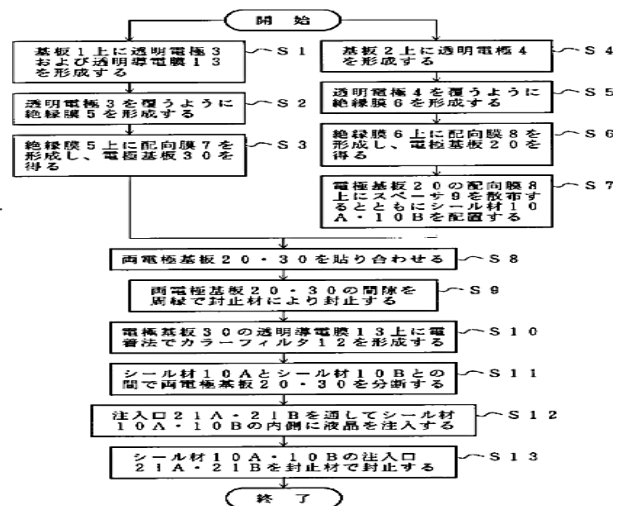 開 始
基板1上に透明電極3
および透明導電膜13
を形成する
S1
透明電極3を覆うように
絶縁膜5を形成する
S2
絶縁膜5上に配向膜7を
形成し、電極基板30を
得る
S3
基板2上に透明電極4
を形成する
S4
透明電極4を覆うように
絶縁膜6を形成する
S5
絶縁膜6上に配向膜8を
形成し、電極基板20を
得る
S6
電極基板20の配向膜8
上にスペーサ9を散布す
るとともにシール材10
A・10Bを配置する
S7
両電極基板20・30を貼り合わせる
S8
両電極基板20・30の間隙を
周縁で封止材により封止する
S9
電極基板30の透明導電膜13上に電
着法でカラーフィルタ12を形成する
S10
シール材10Aとシール材10Bとの
間で両電極基板20・30を分断する
S11
注入口21A・21Bを通してシール材
10A・10Bの内側に液晶を注入する
S12
シール材10A・10Bの注入口
21A・21Bを封止材で封止する
S13
終 了